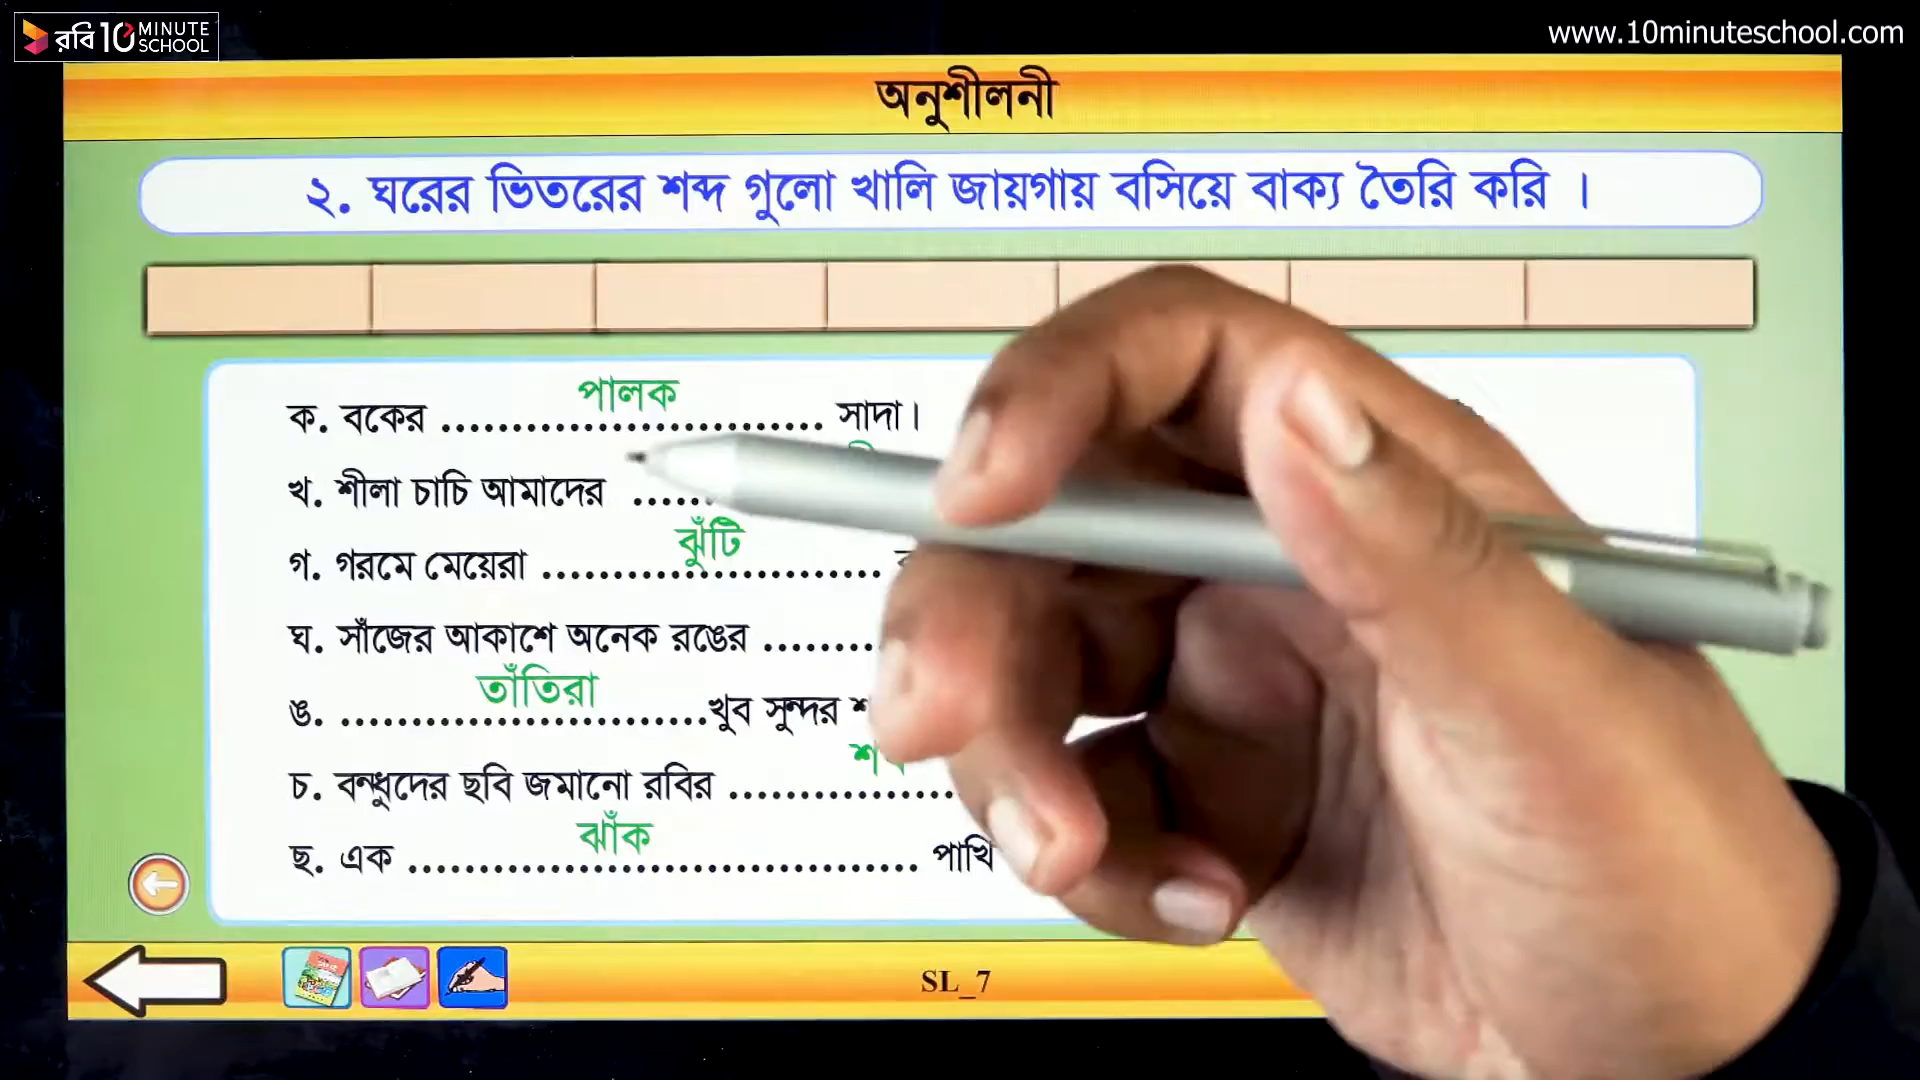 রবি 10 MINUTE SCHOOL
www.10minuteschool.com
অনুশীলনী
২. ঘরের ভিতরের শব্দ গুলো খালি জায়গায় বসিয়ে বাক্য তৈরি করি ।
পালক
ক. বকের ........................... সাদা।
খ. শীলা চাচি আমাদের ......
ঝুঁটি
গ. গরমে মেয়েরা ........................
ঘ. সাঁজের আকাশে অনেক রঙের ........
তাঁতিরা
ঙ. ..........................খুব সুন্দর
চ. বন্ধুদের ছবি জমানো রবির ................
ঝাঁক
ছ. এক .................................... পাখি
SL_7